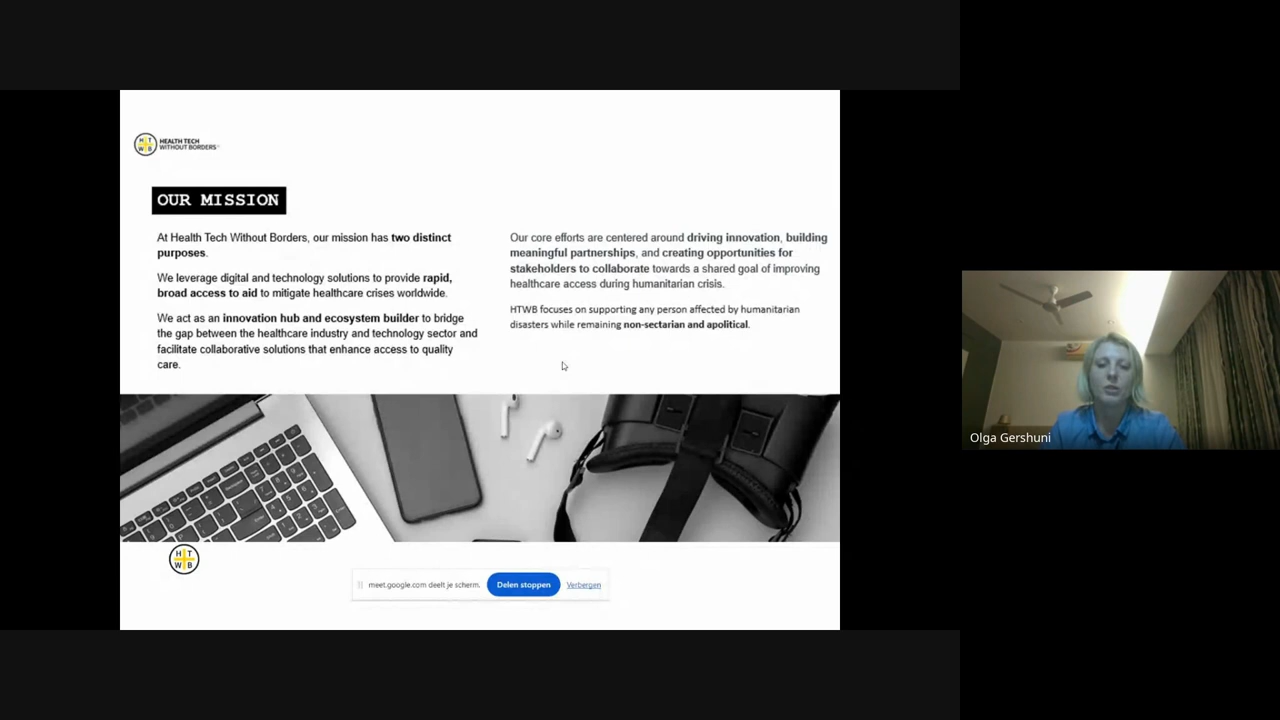 HEALTH TECH
WITHOUT BORDERS
OUR MISSION
At Health Tech Without Borders, our mission has two distinct
purposes.
We leverage digital and technology solutions to provide rapid,
broad access to aid to mitigate healthcare crises worldwide.
We act as an innovation hub and ecosystem builder to bridge
the gap between the healthcare industry and technology sector and
facilitate collaborative solutions that enhance access to quality
care.
Our core efforts are centered around driving innovation, building
meaningful partnerships, and creating opportunities for
stakeholders to collaborate towards a shared goal of improving
healthcare access during humanitarian crisis.
HTWB focuses on supporting any person affected by humanitarian
disasters while remaining non-sectarian and apolitical.
H T
W B
meet.google.com deelt je scherm.
Delen stoppen
Verbergen
Olga Gershuni